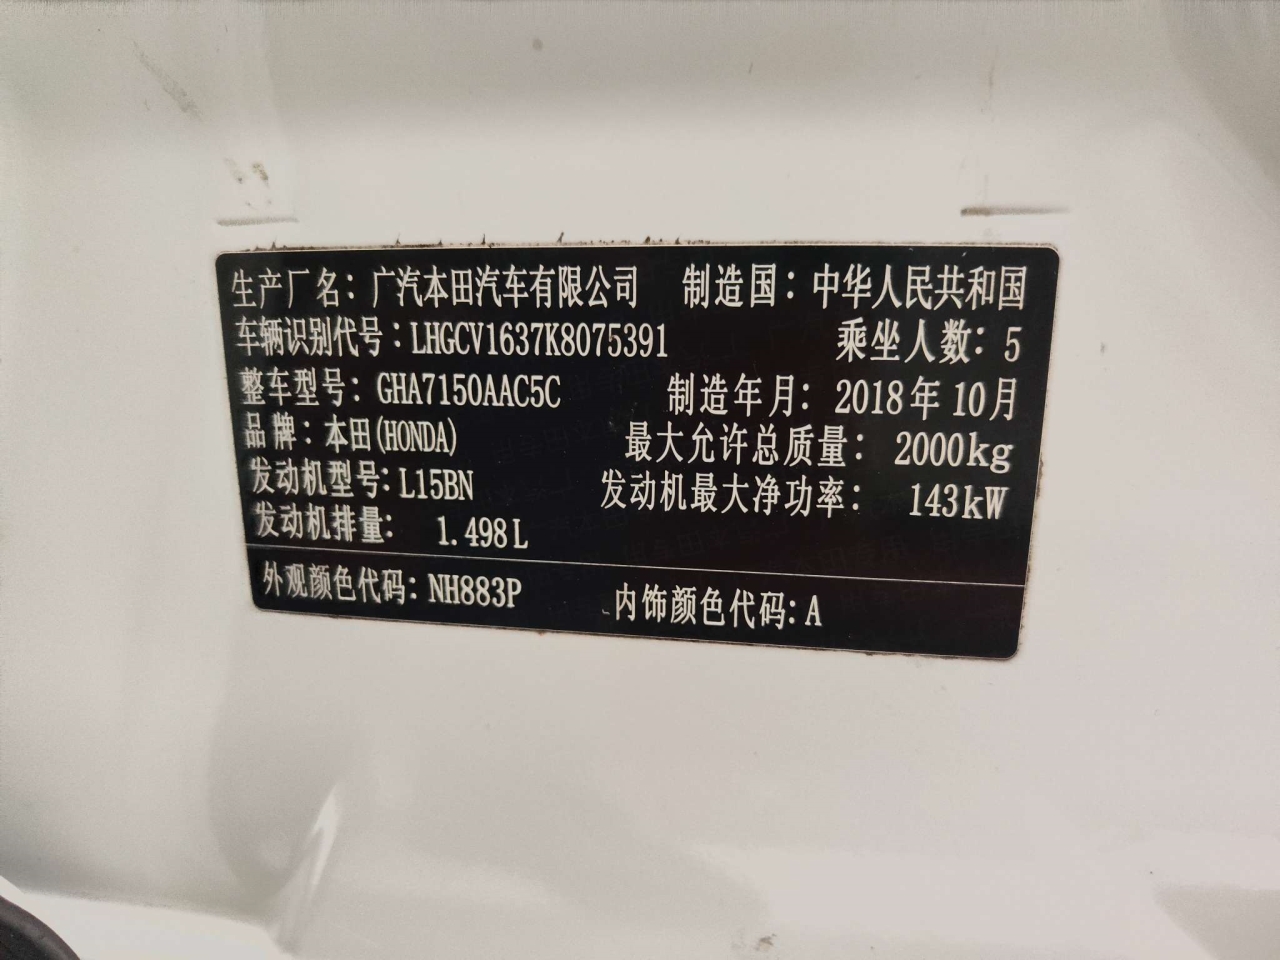 生产厂名：广汽本田汽车有限公司 制造国：中华人民共和国
车辆识别代号：LHGCV1637K8075391 乘坐人数：5
整车型号：GHA7150AAC5C 制造年月：2018年10月
品牌：本田(HONDA) 最大允许总质量：2000kg
发动机型号：L15BN 发动机最大净功率：143kW
发动机排量：1.498L
外观颜色代码：NH883P 内饰颜色代码：A